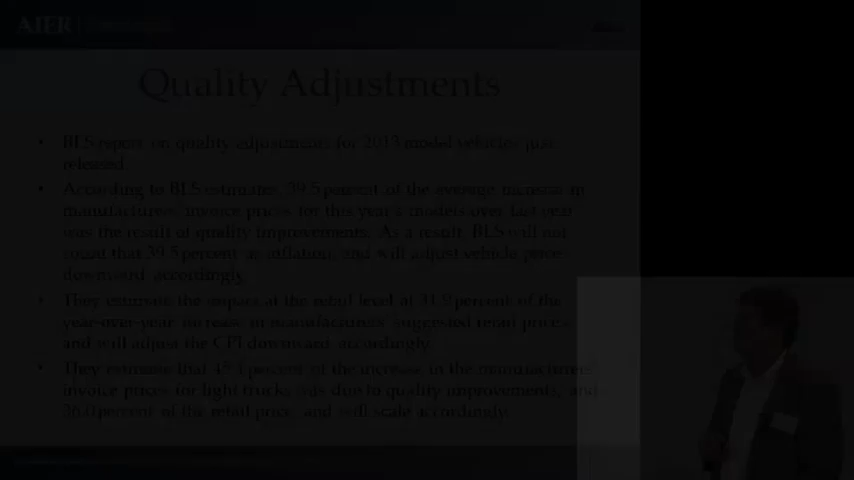 AIER
Quality Adjustments
• BLS report on quality adjustments for 2013 model vehicles just
released
• According to BLS estimates, 39.5 percent of the average increase in
manufacturers' invoice prices for this year's models over last year
was the result of quality improvements. As a result, BLS will not
count that 39.5 percent as inflation, and will adjust vehicle price
downward accordingly.
• They estimate the impact at the retail level at percent of the
year-over-year increase in manufacturers' suggested retail prices
and will adjust the CPI downward accordingly.
• They estimate that percent of the increase in the manufacturers'
invoice prices for light trucks was due to quality improvements, and
26.0 percent of the retail price, and will scale accordingly.